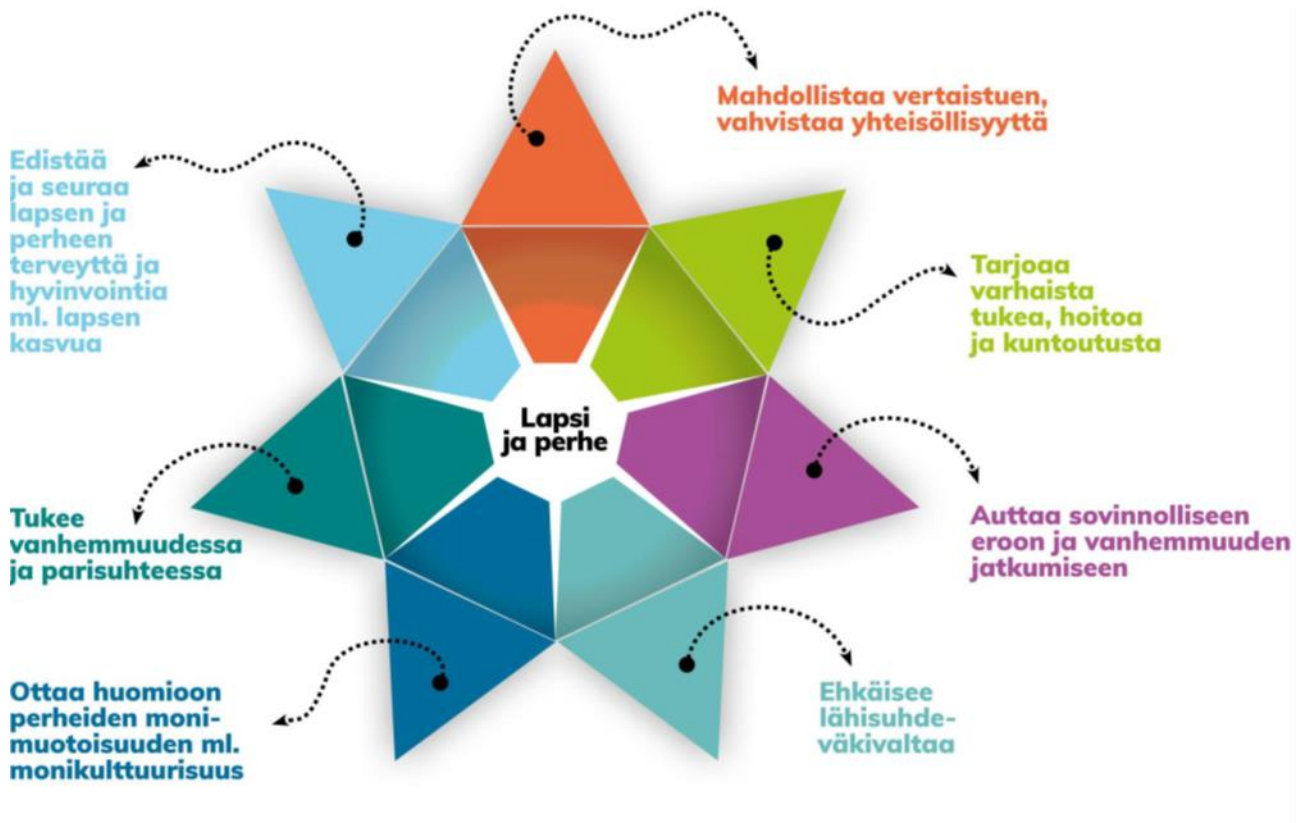 Mahdollistaa vertaistuen,
vahvistaa yhteisöllisyyttä
Tarjoaa
varhaista
tukea, hoitoa
ja kuntoutusta
Auttaa sovinnolliseen
eroon ja vanhemmuuden
jatkumiseen
Ehkäisee
lähisuhde-
väkivaltaa
Ottaa huomioon
perheiden moni-
muotoisuuden ml.
monikulttuurisuus
Tukee
vanhemmuudessa
ja parisuhteessa
Edistää
ja seuraa
lapsen ja
perheen
terveyttä ja
hyvinvointia
ml. lapsen
kasvua
Lapsi
ja perhe